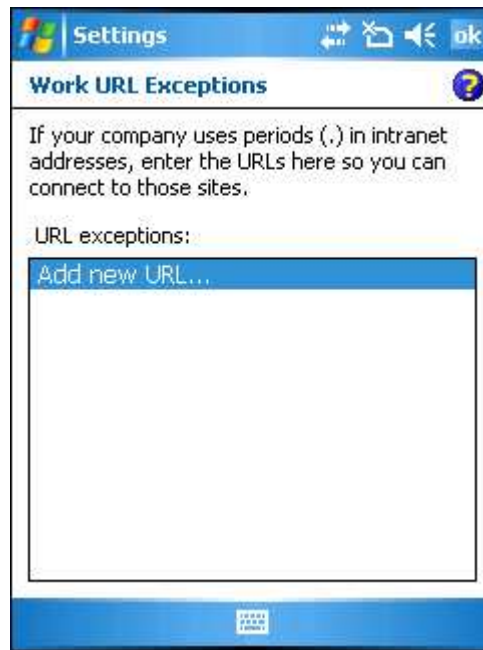 Settings
ok
Work URL Exceptions
?
If your company uses periods (.) in intranet
addresses, enter the URLs here so you can
connect to those sites.
URL exceptions:
Add new URL...